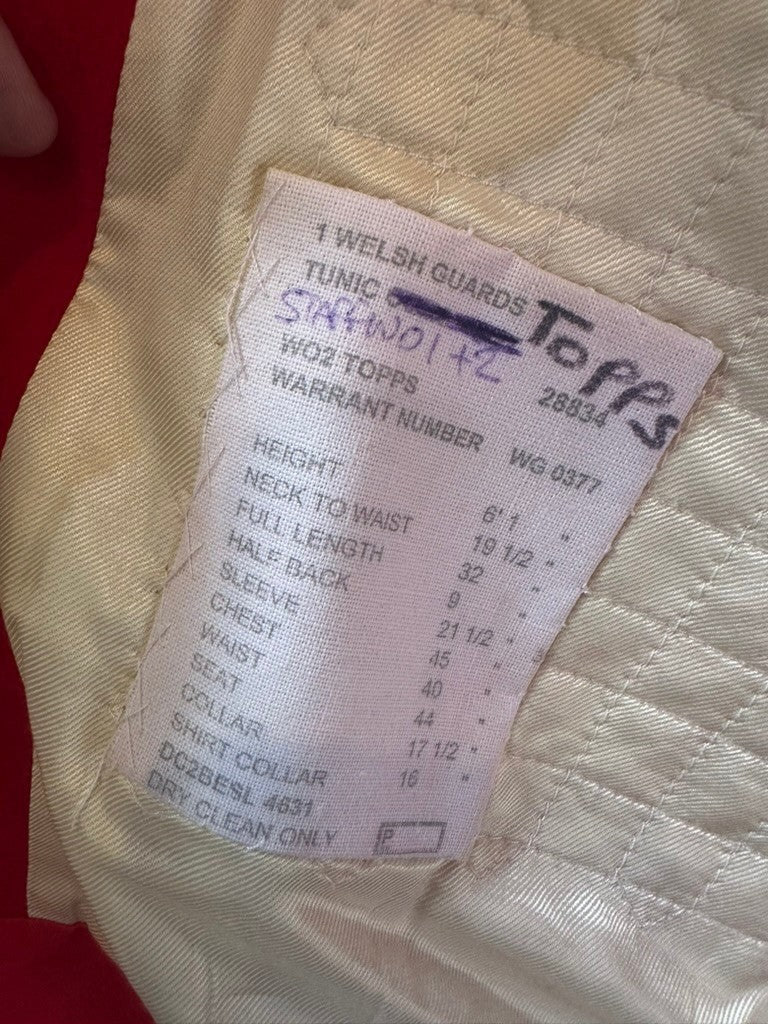 1 WELSH GUARDS
TUNIC
Topps
STAFF WO1 +2
WO2 TOPPS 28834
WARRANT NUMBER WG 0377
HEIGHT 6' 1 "
NECK TO WAIST 19 1/2 "
FULL LENGTH 32 "
HALF BACK 9 "
SLEEVE 21 1/2 "
CHEST 45 "
WAIST 40 "
SEAT 44 "
COLLAR 17 1/2 "
SHIRT COLLAR 16 "
DC2BESL 4631
DRY CLEAN ONLY P